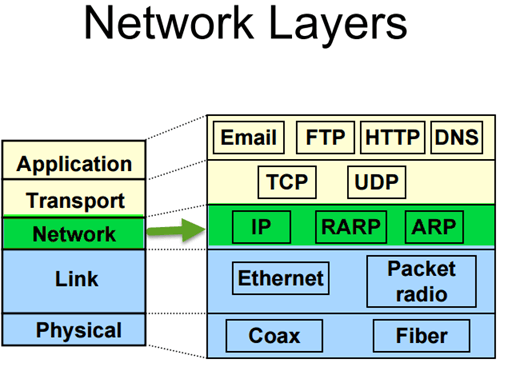 Network Layers
Application
Transport
Network
Link
Physical
Email FTP HTTP DNS
TCP UDP
IP RARP ARP
Ethernet Packet radio
Coax Fiber